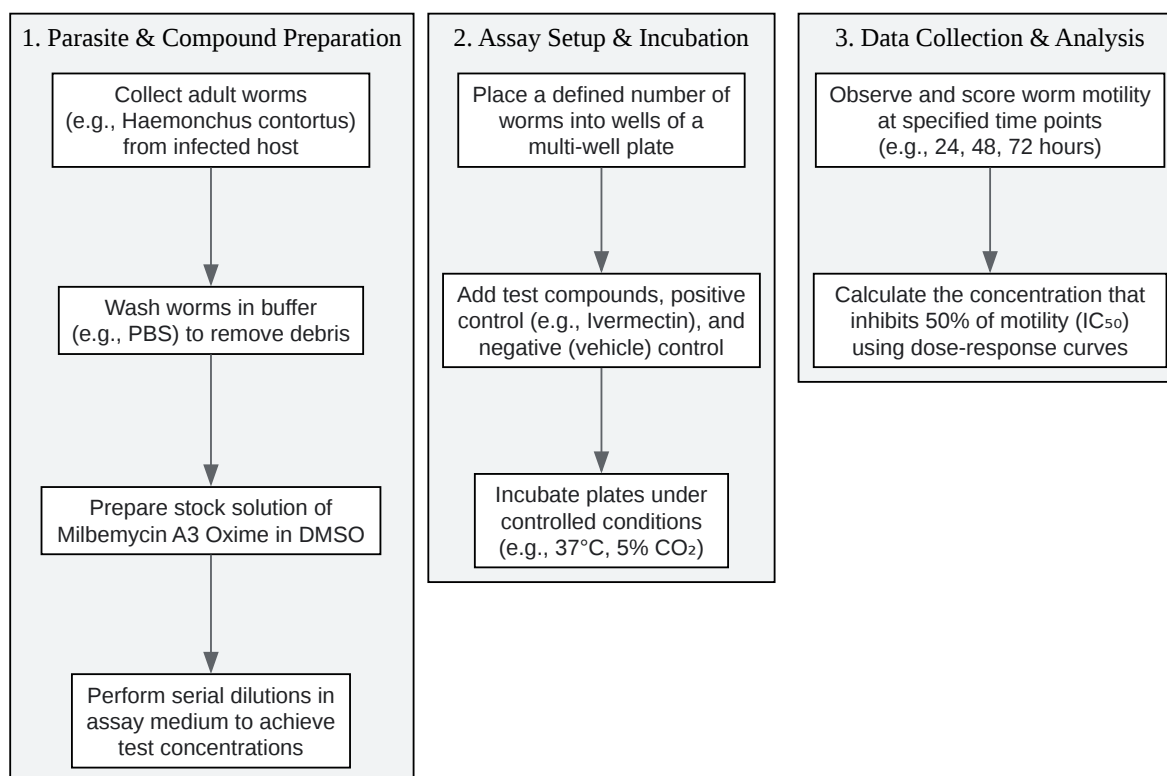 1. Parasite & Compound Preparation
Collect adult worms
(e.g., Haemonchus contortus)
from infected host
Wash worms in buffer
(e.g., PBS) to remove debris
Prepare stock solution of
Milbemycin A3 Oxime in DMSO
Perform serial dilutions in
assay medium to achieve
test concentrations
2. Assay Setup & Incubation
Place a defined number of
worms into wells of a
multi-well plate
Add test compounds, positive
control (e.g., Ivermectin), and
negative (vehicle) control
Incubate plates under
controlled conditions
(e.g., 37°C, 5% CO₂)
3. Data Collection & Analysis
Observe and score worm motility
at specified time points
(e.g., 24, 48, 72 hours)
Calculate the concentration that
inhibits 50% of motility (IC₅₀)
using dose-response curves